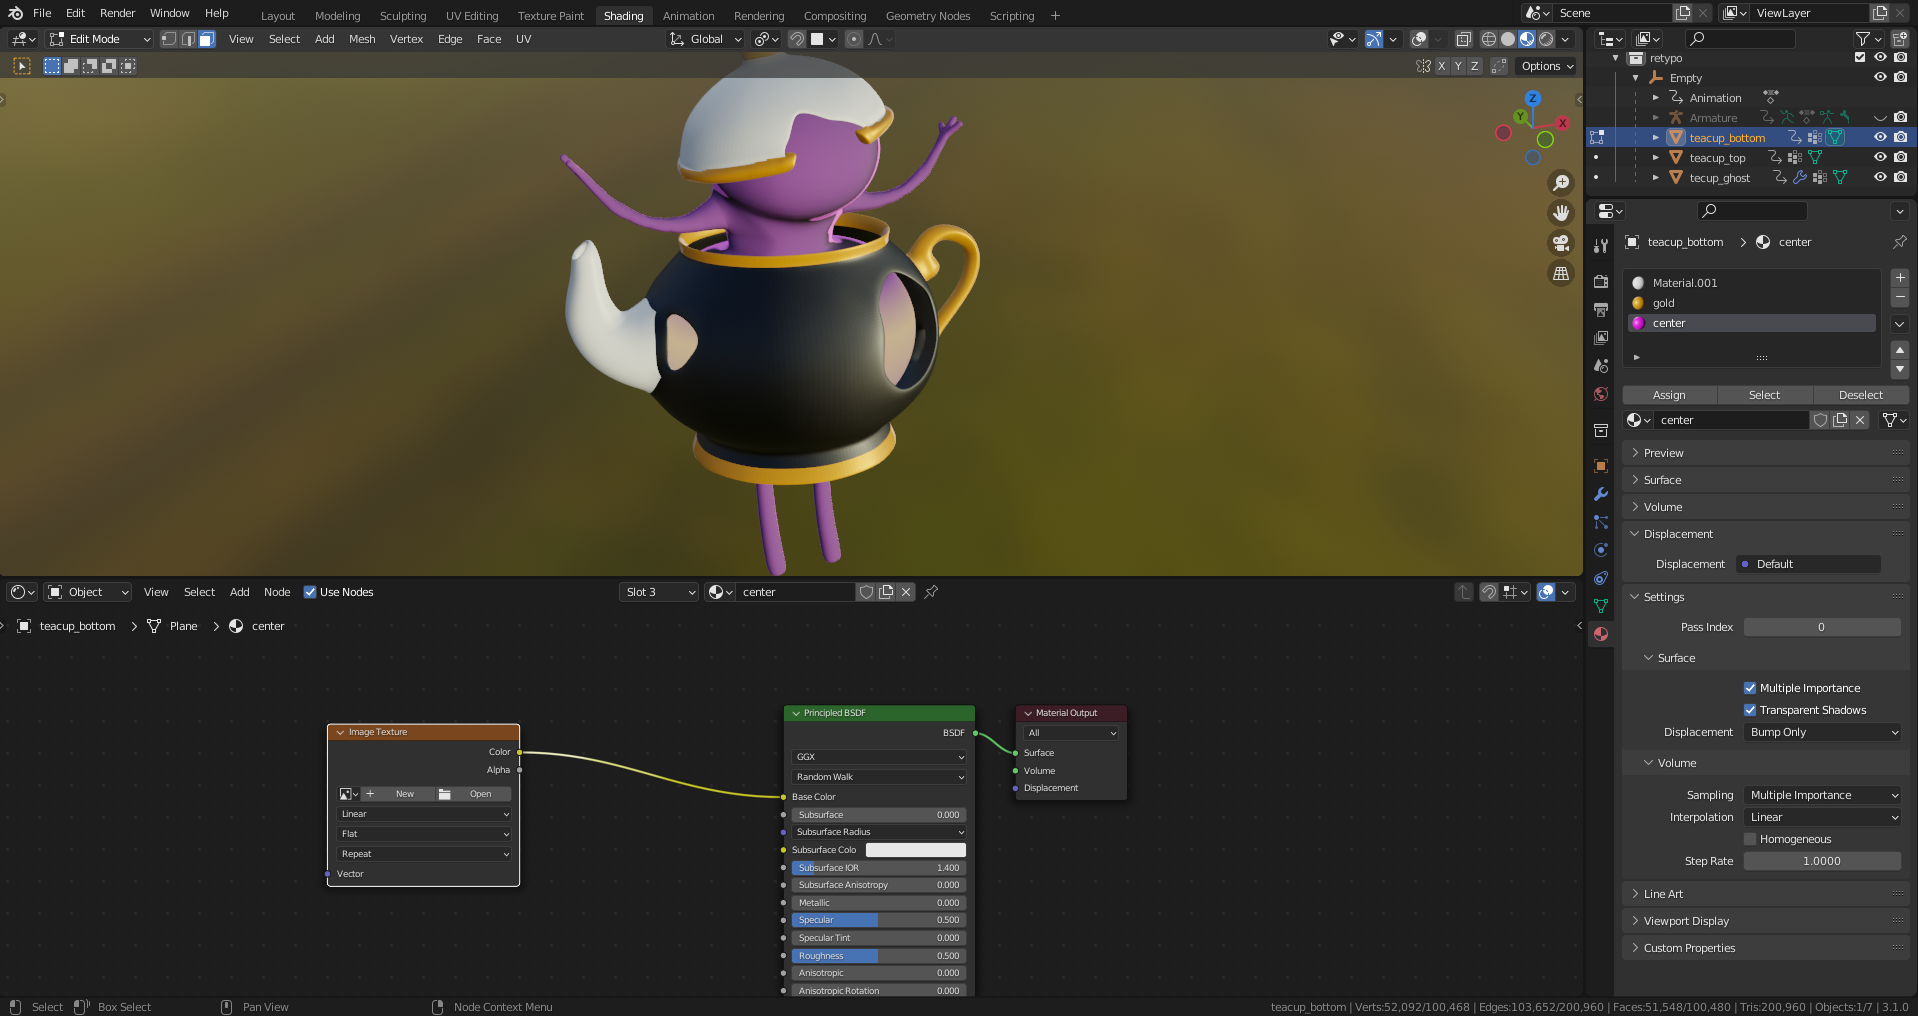 File Edit Render Window Help Layout Modeling Sculpting UV Editing Texture Paint Shading Animation Rendering Compositing Geometry Nodes Scripting + Scene ViewLayer
Edit Mode View Select Add Mesh Vertex Edge Face UV Global
X Y Z Options
Z
Y
X
retypo
Empty
Animation
Armature
teacup_bottom
teacup_top
tecup_ghost
teacup_bottom > center
Material.001
gold
center
Assign Select Deselect
center
Preview
Surface
Volume
Displacement
Displacement Default
Settings
Pass Index 0
Surface
Multiple Importance
Transparent Shadows
Displacement Bump Only
Volume
Sampling Multiple Importance
Interpolation Linear
Homogeneous
Step Rate 1.0000
Line Art
Viewport Display
Custom Properties
Object View Select Add Node Use Nodes Slot 3 center
teacup_bottom > Plane > center
Image Texture
Color
Alpha
New Open
Linear
Flat
Repeat
Vector
Principled BSDF
BSDF
GGX
Random Walk
Base Color
Subsurface 0.000
Subsurface Radius
Subsurface Colo
Subsurface IOR 1.400
Subsurface Anisotropy 0.000
Metallic 0.000
Specular 0.500
Specular Tint 0.000
Roughness 0.500
Anisotropic 0.000
Anisotropic Rotation 0.000
Material Output
All
Surface
Volume
Displacement
Select Box Select Pan View Node Context Menu teacup_bottom | Verts:52,092/100,468 | Edges:103,652/200,960 | Faces:51,548/100,480 | Tris:200,960 | Objects:1/7 | 3.1.0